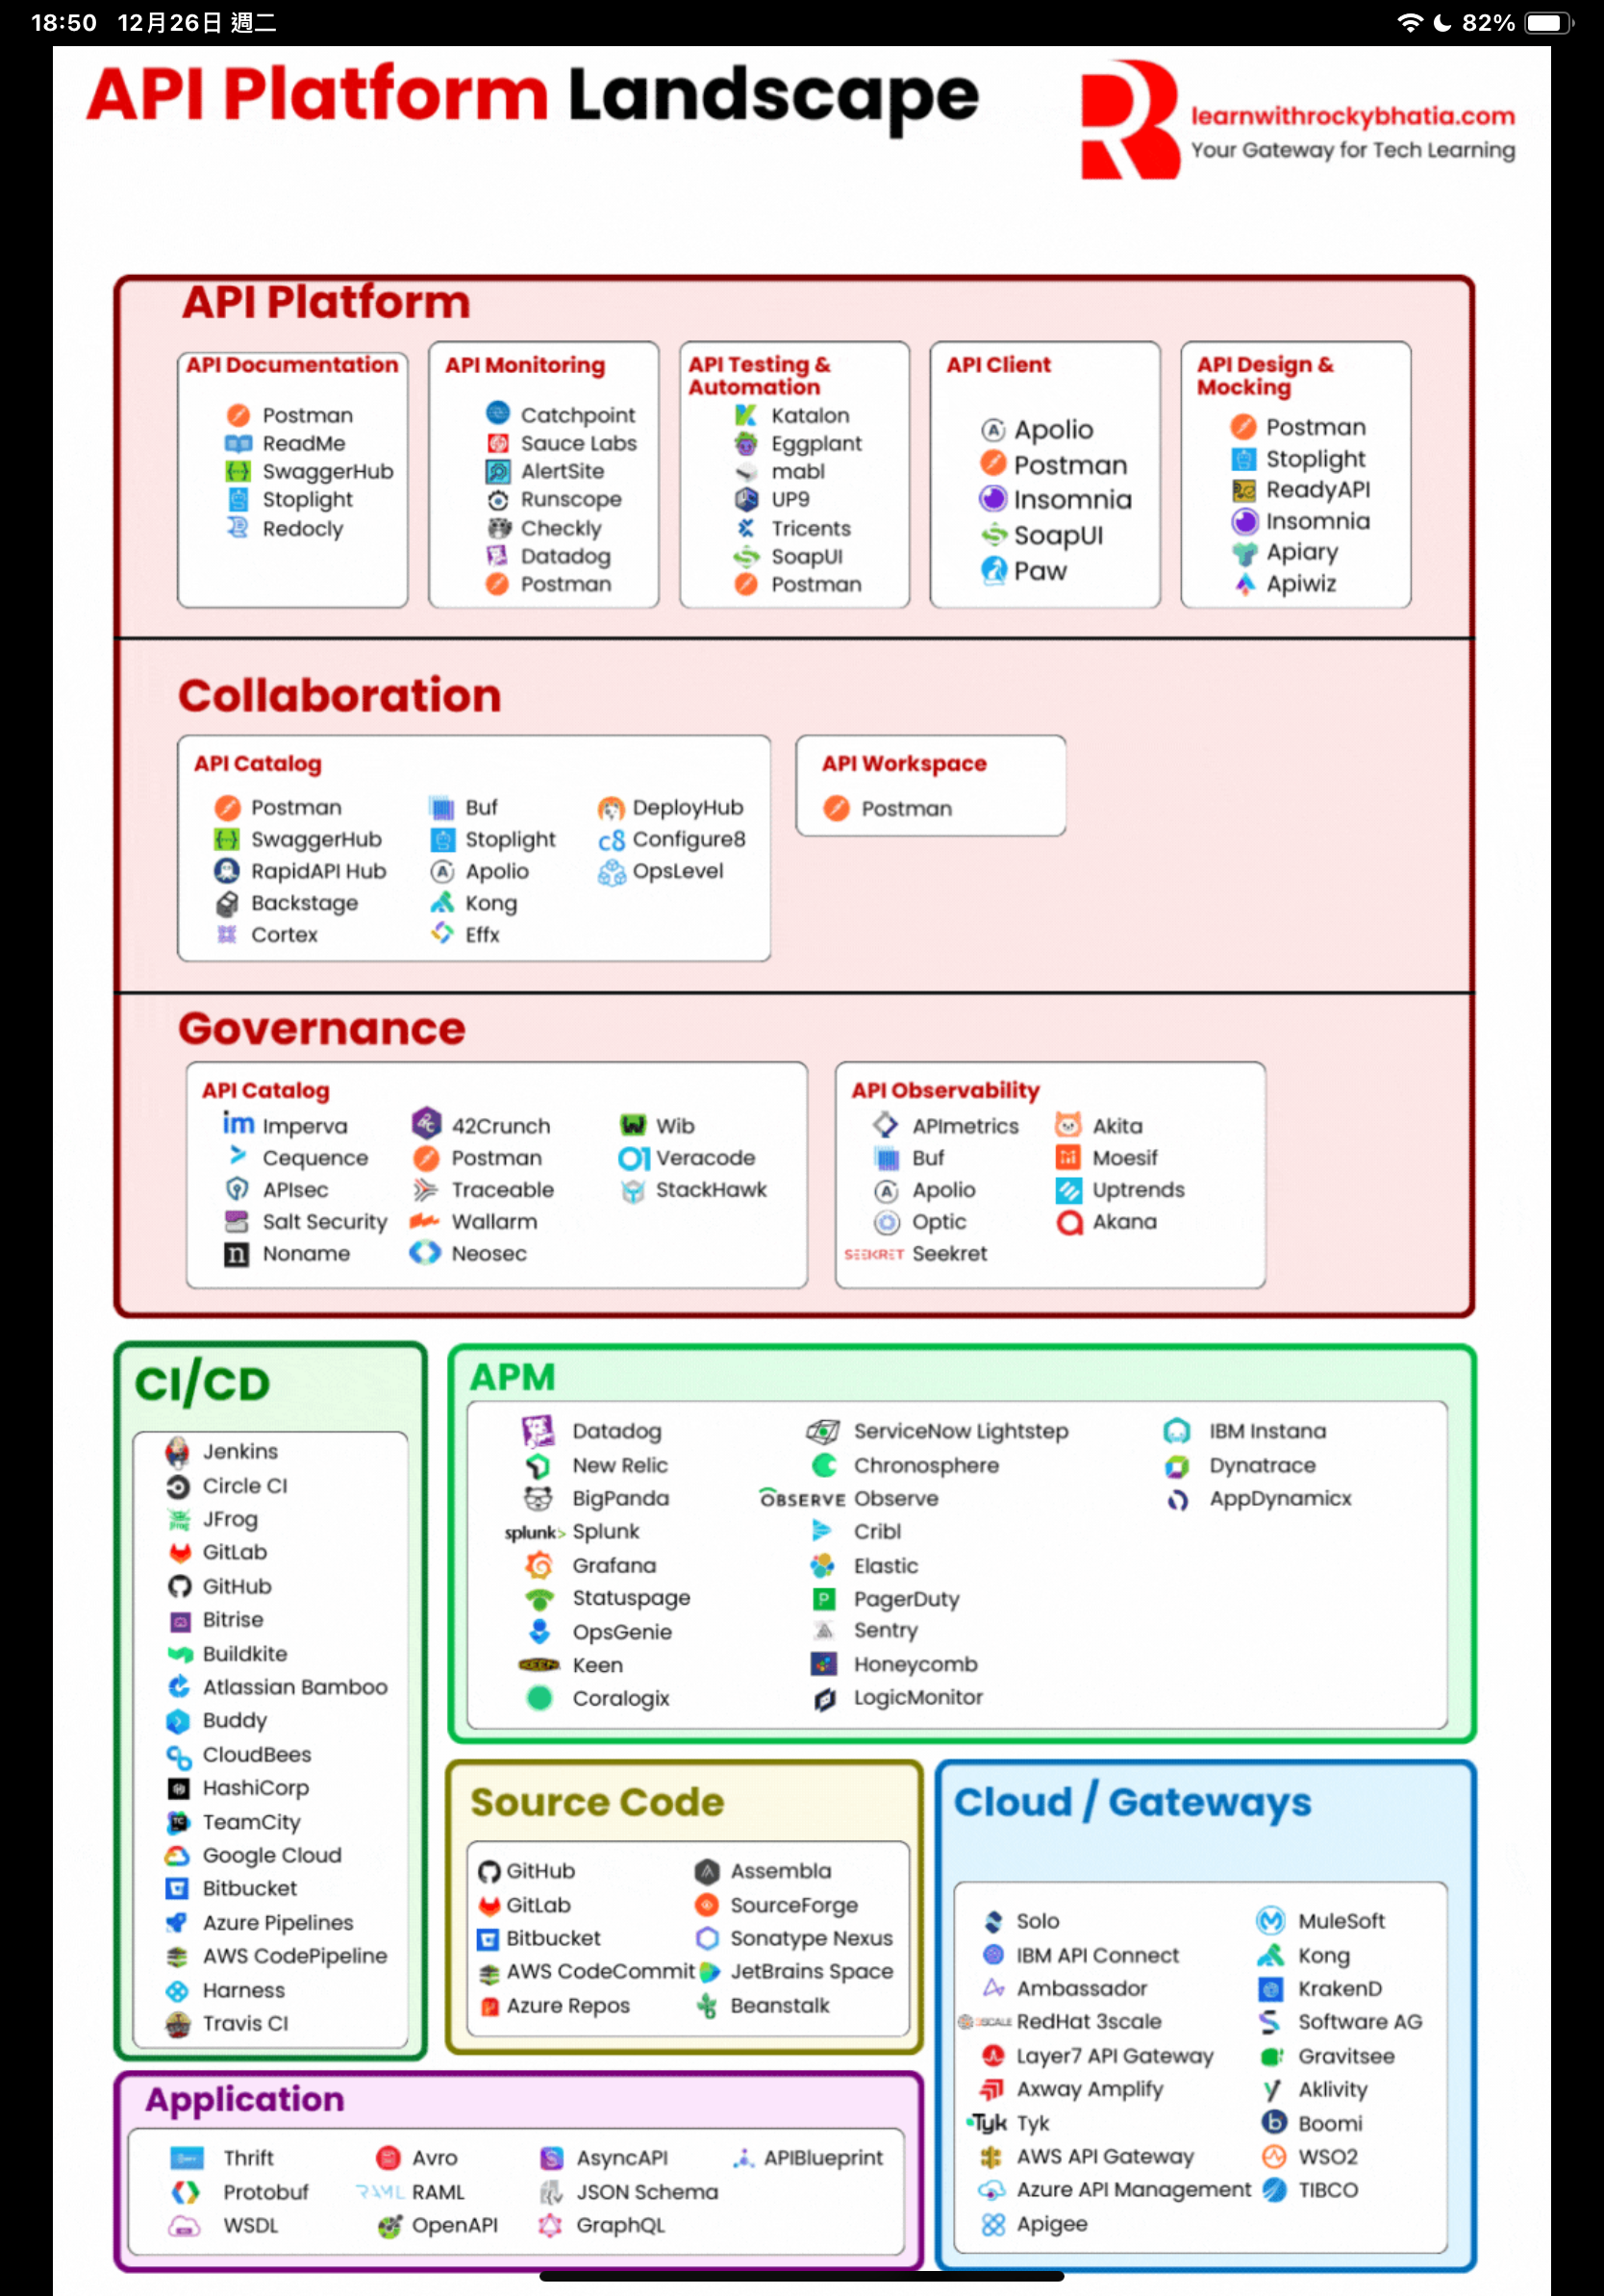 18:50 12月26日 週二
82%
API Platform Landscape
learnwithrockybhatia.com
Your Gateway for Tech Learning
API Platform
API Documentation
Postman
ReadMe
SwaggerHub
Stoplight
Redocly
API Monitoring
Catchpoint
Sauce Labs
AlertSite
Runscope
Checkly
Datadog
Postman
API Testing &
Automation
Katalon
Eggplant
mabl
UP9
Tricents
SoapUI
Postman
API Client
Apolio
Postman
Insomnia
SoapUI
Paw
API Design &
Mocking
Postman
Stoplight
ReadyAPI
Insomnia
Apiary
Apiwiz
Collaboration
API Catalog
Postman
SwaggerHub
RapidAPI Hub
Backstage
Cortex
Buf
Stoplight
Apolio
Kong
Effx
DeployHub
c8 Configure8
OpsLevel
API Workspace
Postman
Governance
API Catalog
im Imperva
Cequence
APIsec
Salt Security
n Noname
42Crunch
Postman
Traceable
Wallarm
Neosec
Wib
Veracode
StackHawk
API Observability
APImetrics
Buf
Apolio
Optic
SEEKRET Seekret
Akita
Moesif
Uptrends
Akana
CI/CD
Jenkins
Circle CI
JFrog
GitLab
GitHub
Bitrise
Buildkite
Atlassian Bamboo
Buddy
CloudBees
HashiCorp
TeamCity
Google Cloud
Bitbucket
Azure Pipelines
AWS CodePipeline
Harness
Travis CI
APM
Datadog
New Relic
BigPanda
splunk> Splunk
Grafana
Statuspage
OpsGenie
KEEN Keen
Coralogix
ServiceNow Lightstep
Chronosphere
OBSERVE Observe
Cribl
Elastic
P PagerDuty
Sentry
Honeycomb
LogicMonitor
IBM Instana
Dynatrace
AppDynamicx
Source Code
GitHub
GitLab
Bitbucket
AWS CodeCommit
Azure Repos
Assembla
SourceForge
Sonatype Nexus
JetBrains Space
Beanstalk
Cloud / Gateways
Solo
IBM API Connect
Ambassador
3SCALE RedHat 3scale
Layer7 API Gateway
Axway Amplify
Tyk Tyk
AWS API Gateway
Azure API Management
Apigee
MuleSoft
Kong
KrakenD
Software AG
Gravitsee
Aklivity
b Boomi
WSO2
TIBCO
Application
Thrift
Protobuf
WSDL
Avro
RAML RAML
OpenAPI
AsyncAPI
JSON Schema
GraphQL
APIBlueprint